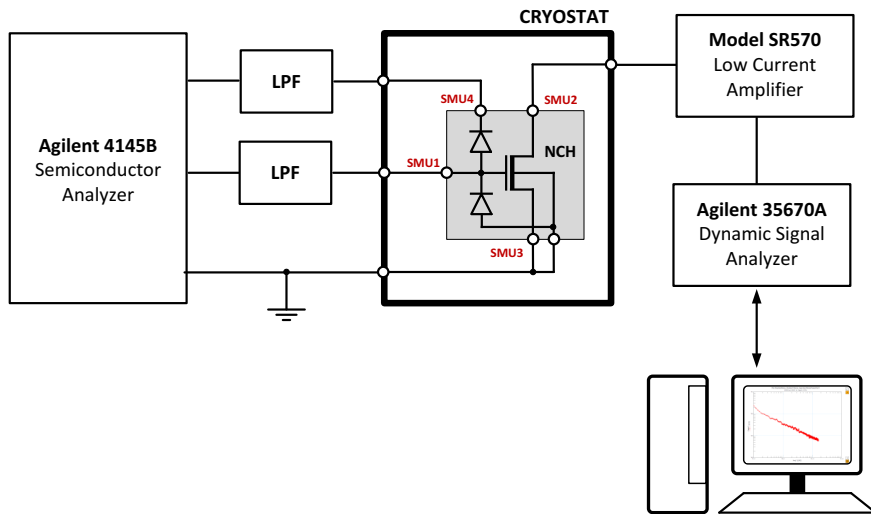 CRYOSTAT
Model SR570
Low Current
Amplifier
LPF
SMU4
SMU2
Agilent 4145B
Semiconductor
Analyzer
NCH
LPF
SMU1
Agilent 35670A
Dynamic Signal
Analyzer
SMU3